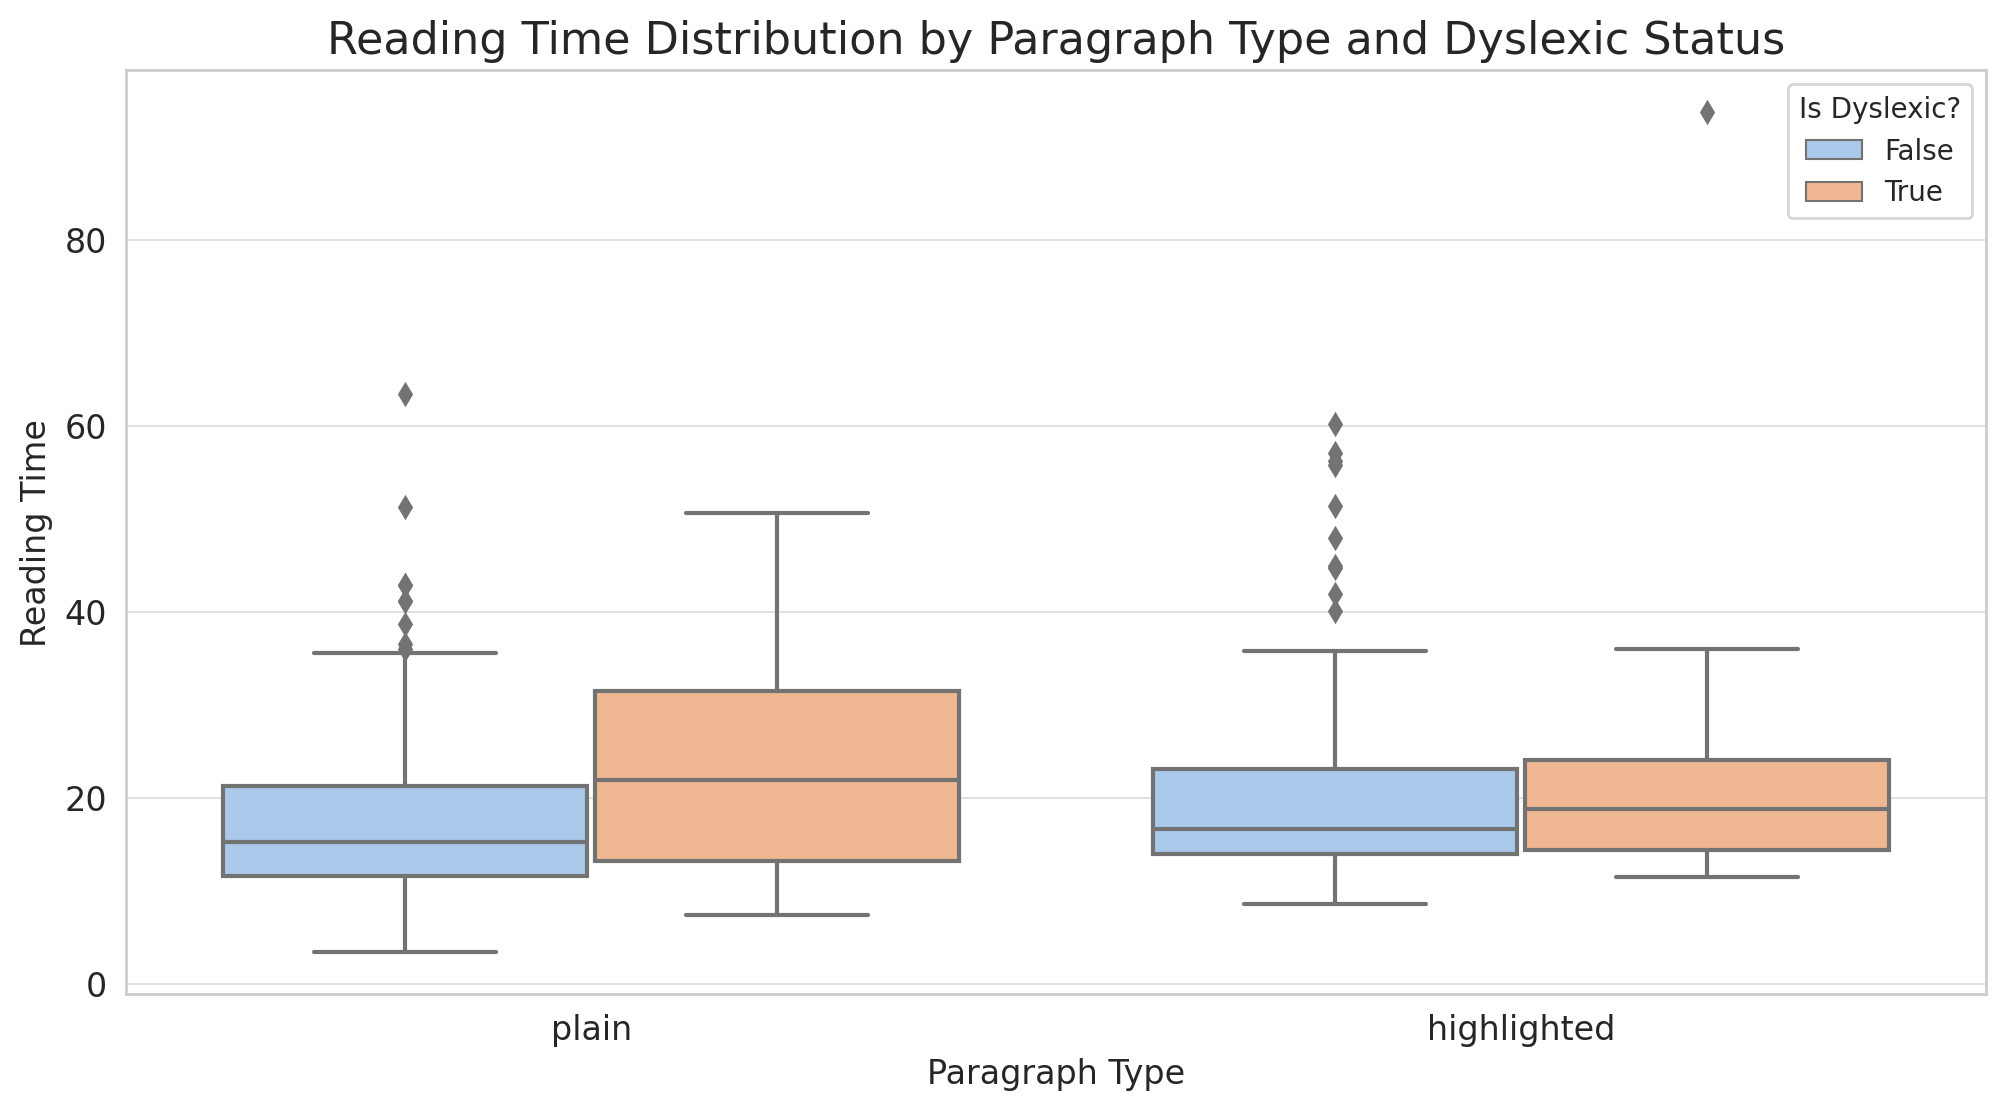 Reading Time Distribution by Paragraph Type and Dyslexic Status
Is Dyslexic?
False
True
80
60
40
20
0
Reading Time
plain
highlighted
Paragraph Type